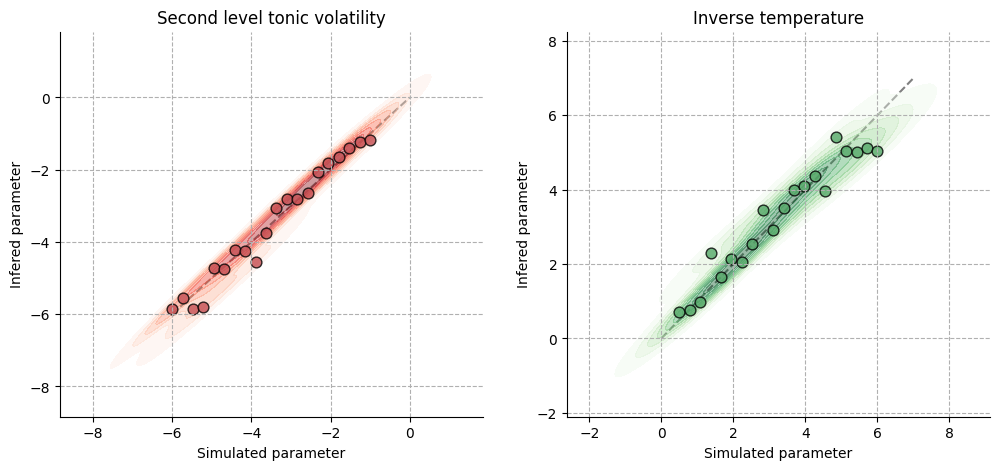 Second level tonic volatility
Infered parameter
0
−2
−4
−6
−8
−8 −6 −4 −2 0
Simulated parameter
Inverse temperature
Infered parameter
8
6
4
2
0
−2
−2 0 2 4 6 8
Simulated parameter